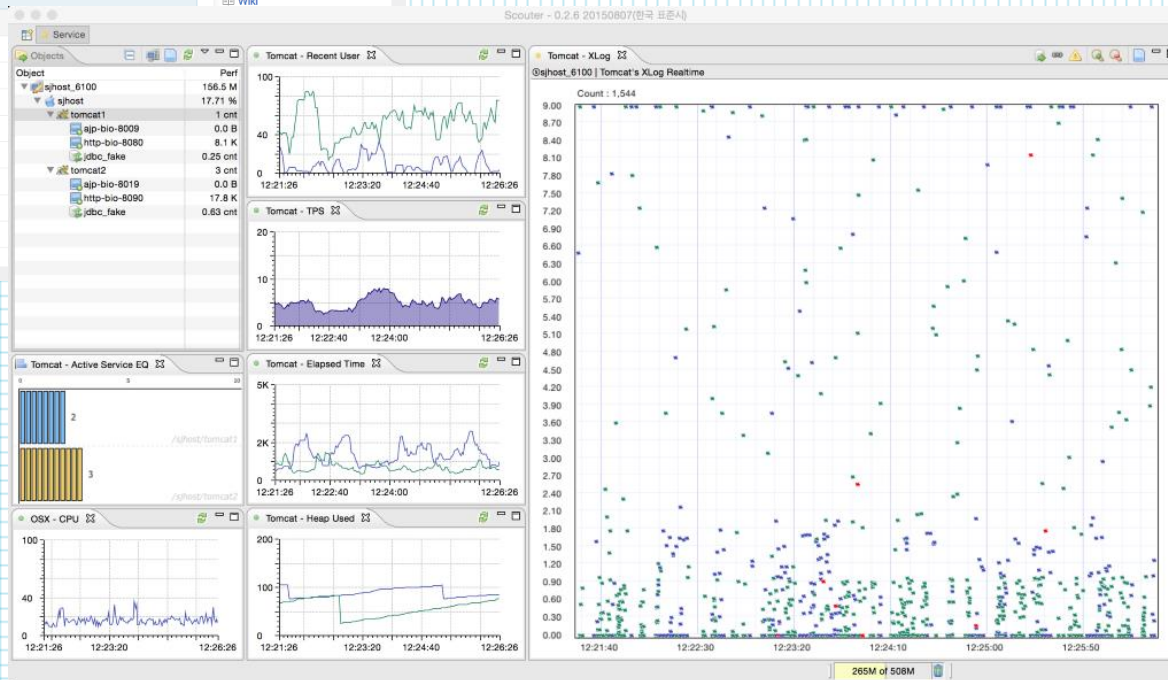 Wiki
Scouter - 0.2.6 20150807(한국 표준시)
Service
Objects
Object Perf
sjhost_6100 156.5 M
sjhost 17.71 %
tomcat1 1 cnt
ajp-bio-8009 0.0 B
http-bio-8080 8.1 K
jdbc_fake 0.25 cnt
tomcat2 3 cnt
ajp-bio-8019 0.0 B
http-bio-8090 17.8 K
jdbc_fake 0.63 cnt
Tomcat - Active Service EQ
0 5 10
2
/sjhost/tomcat1
3
/sjhost/tomcat2
OSX - CPU
100
40
0
12:21:26 12:23:20 12:26:26
Tomcat - Recent User
100
40
0
12:21:26 12:23:20 12:24:40 12:26:26
Tomcat - TPS
20
10
0
12:21:26 12:22:40 12:24:00 12:26:26
Tomcat - Elapsed Time
5K
2K
0
12:21:26 12:22:40 12:24:00 12:26:26
Tomcat - Heap Used
200
100
0
12:21:26 12:23:20 12:24:40 12:26:26
Tomcat - XLog
sjhost_6100 | Tomcat's XLog Realtime
Count : 1,544
9.00
8.70
8.40
8.10
7.80
7.50
7.20
6.90
6.60
6.30
6.00
5.70
5.40
5.10
4.80
4.50
4.20
3.90
3.60
3.30
3.00
2.70
2.40
2.10
1.80
1.50
1.20
0.90
0.60
0.30
0.00
12:21:40 12:22:30 12:23:20 12:24:10 12:25:00 12:25:50
265M of 508M